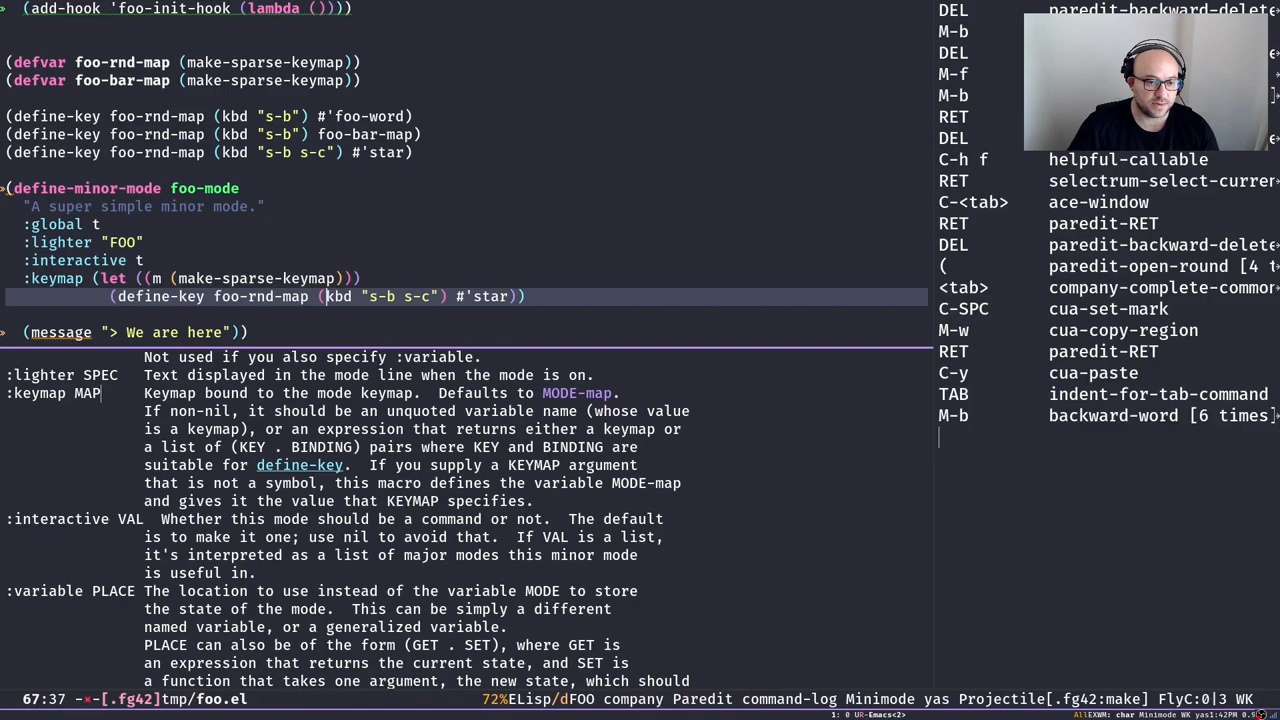 (add-hook 'foo-init-hook (lambda ())))
(defvar foo-rnd-map (make-sparse-keymap))
(defvar foo-bar-map (make-sparse-keymap))
(define-key foo-rnd-map (kbd "s-b") #'foo-word)
(define-key foo-rnd-map (kbd "s-b") foo-bar-map)
(define-key foo-rnd-map (kbd "s-b s-c") #'star)
(define-minor-mode foo-mode
"A super simple minor mode."
:global t
:lighter "FOO"
:interactive t
:keymap (let ((m (make-sparse-keymap)))
(define-key foo-rnd-map (kbd "s-b s-c") #'star))
(message "> We are here"))
Not used if you also specify :variable.
:lighter SPEC   Text displayed in the mode line when the mode is on.
:keymap MAP     Keymap bound to the mode keymap.  Defaults to MODE-map.
If non-nil, it should be an unquoted variable name (whose value
is a keymap), or an expression that returns either a keymap or
a list of (KEY . BINDING) pairs where KEY and BINDING are
suitable for define-key.  If you supply a KEYMAP argument
that is not a symbol, this macro defines the variable MODE-map
and gives it the value that KEYMAP specifies.
:interactive VAL  Whether this mode should be a command or not.  The default
is to make it one; use nil to avoid that.  If VAL is a list,
it's interpreted as a list of major modes this minor mode
is useful in.
:variable PLACE The location to use instead of the variable MODE to store
the state of the mode.  This can be simply a different
named variable, or a generalized variable.
PLACE can also be of the form (GET . SET), where GET is
an expression that returns the current state, and SET is
a function that takes one argument, the new state, which should
67:37 -✖-[.fg42]tmp/foo.el 72%ELisp/dFOO company Paredit command-log Minimode yas Projectile[.fg42:make] FlyC:0|3 WK
DEL paredit-backward-delete
M-b
DEL
M-f
M-b
RET
DEL
C-h f helpful-callable
RET selectrum-select-curren
C-<tab> ace-window
RET paredit-RET
DEL paredit-backward-delete
( paredit-open-round [4 t
<tab> company-complete-commo
C-SPC cua-set-mark
M-w cua-copy-region
RET paredit-RET
C-y cua-paste
TAB indent-for-tab-command
M-b backward-word [6 times]
1: 0 UR-Emacs<2>
AllEXWM: char Minimode WK yas1:42PM 0.9